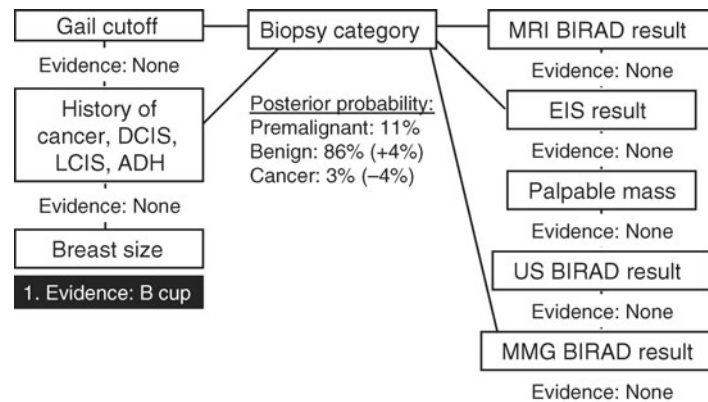 Gail cutoff
Evidence: None
History of
cancer, DCIS,
LCIS, ADH
Evidence: None
Breast size
1. Evidence: B cup
Biopsy category
Posterior probability:
Premalignant: 11%
Benign: 86% (+4%)
Cancer: 3% (–4%)
MRI BIRAD result
Evidence: None
EIS result
Evidence: None
Palpable mass
Evidence: None
US BIRAD result
Evidence: None
MMG BIRAD result
Evidence: None